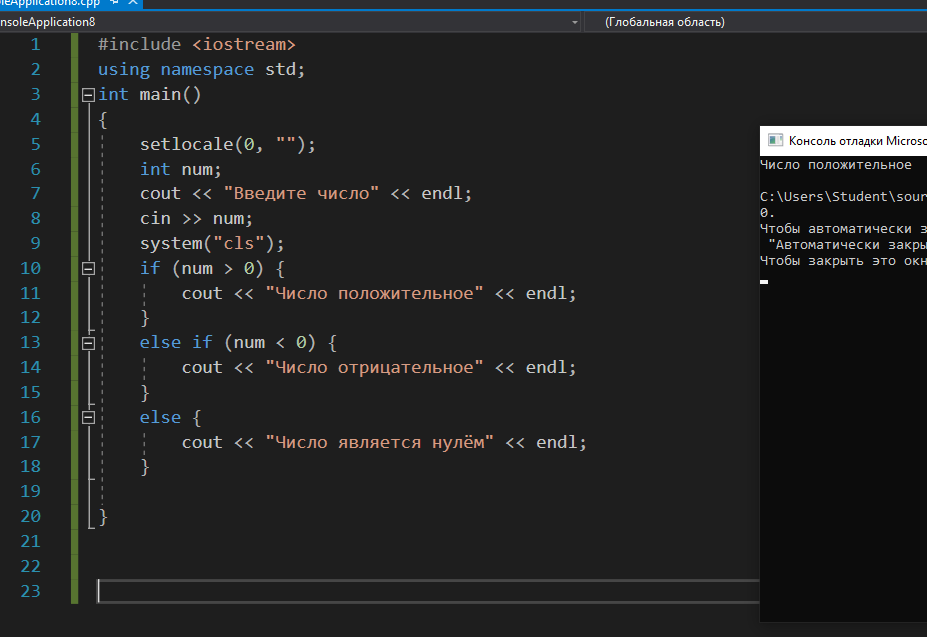 nsoleApplication8.cpp
nsoleApplication8
(Глобальная область)
1 #include <iostream>
2 using namespace std;
3 int main()
4 {
5 setlocale(0, "");
6 int num;
7 cout << "Введите число" << endl;
8 cin >> num;
9 system("cls");
10 if (num > 0) {
11 cout << "Число положительное" << endl;
12 }
13 else if (num < 0) {
14 cout << "Число отрицательное" << endl;
15 }
16 else {
17 cout << "Число является нулём" << endl;
18 }
19
20 }
21
22
23
Консоль отладки Microsо
Число положительное
C:\Users\Student\sour
0.
Чтобы автоматически з
"Автоматически закры
Чтобы закрыть это окн